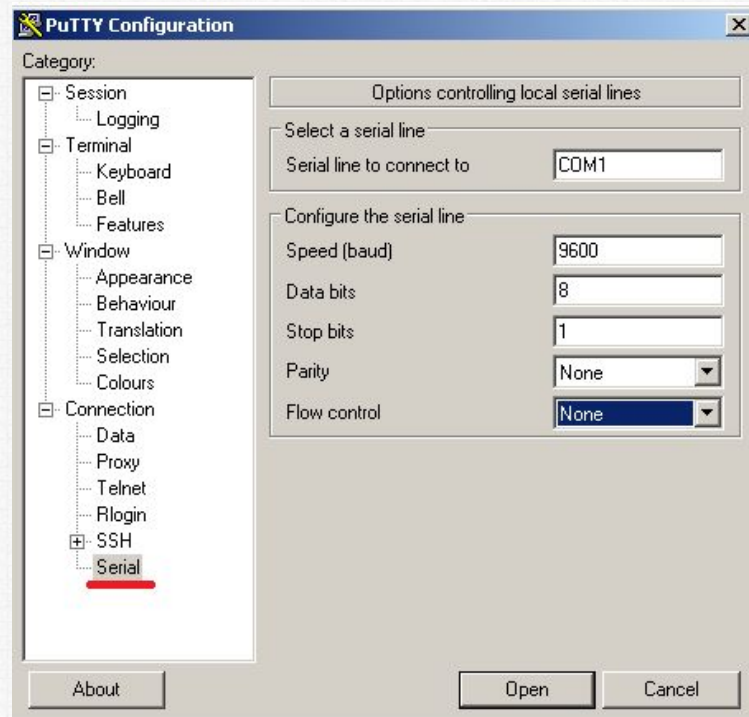 PuTTY Configuration
Category:
Session
Logging
Terminal
Keyboard
Bell
Features
Window
Appearance
Behaviour
Translation
Selection
Colours
Connection
Data
Proxy
Telnet
Rlogin
SSH
Serial
Options controlling local serial lines
Select a serial line
Serial line to connect to COM1
Configure the serial line
Speed (baud) 9600
Data bits 8
Stop bits 1
Parity None
Flow control None
About Open Cancel